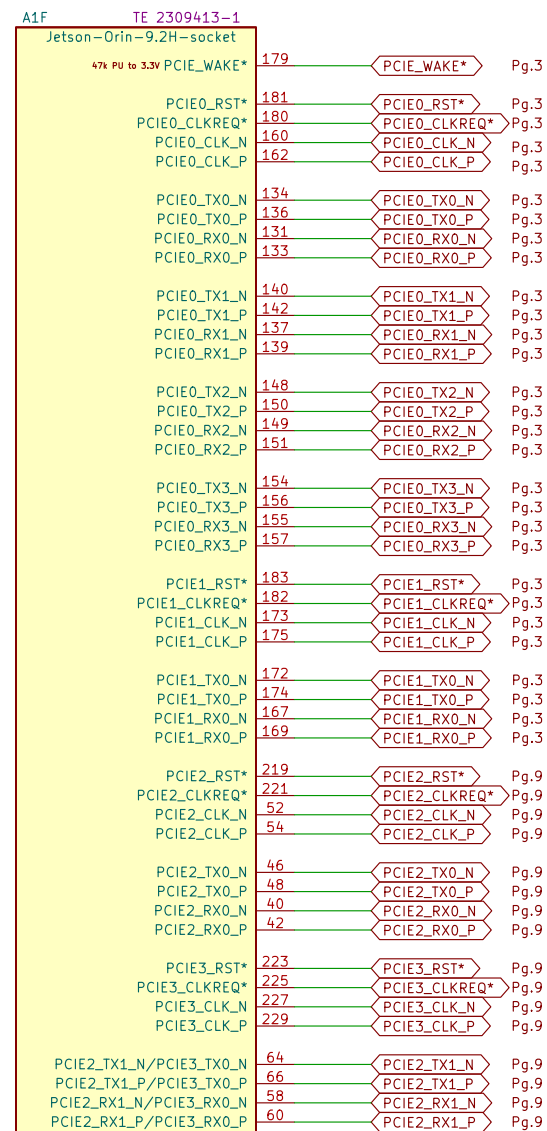 A1F TE 2309413-1
Jetson-Orin-9.2H-socket
47k PU to 3.3V PCIE_WAKE* 179 PCIE_WAKE* Pg.3
PCIE0_RST* 181 PCIE0_RST* Pg.3
PCIE0_CLKREQ* 180 PCIE0_CLKREQ* Pg.3
PCIE0_CLK_N 160 PCIE0_CLK_N Pg.3
PCIE0_CLK_P 162 PCIE0_CLK_P Pg.3
PCIE0_TX0_N 134 PCIE0_TX0_N Pg.3
PCIE0_TX0_P 136 PCIE0_TX0_P Pg.3
PCIE0_RX0_N 131 PCIE0_RX0_N Pg.3
PCIE0_RX0_P 133 PCIE0_RX0_P Pg.3
PCIE0_TX1_N 140 PCIE0_TX1_N Pg.3
PCIE0_TX1_P 142 PCIE0_TX1_P Pg.3
PCIE0_RX1_N 137 PCIE0_RX1_N Pg.3
PCIE0_RX1_P 139 PCIE0_RX1_P Pg.3
PCIE0_TX2_N 148 PCIE0_TX2_N Pg.3
PCIE0_TX2_P 150 PCIE0_TX2_P Pg.3
PCIE0_RX2_N 149 PCIE0_RX2_N Pg.3
PCIE0_RX2_P 151 PCIE0_RX2_P Pg.3
PCIE0_TX3_N 154 PCIE0_TX3_N Pg.3
PCIE0_TX3_P 156 PCIE0_TX3_P Pg.3
PCIE0_RX3_N 155 PCIE0_RX3_N Pg.3
PCIE0_RX3_P 157 PCIE0_RX3_P Pg.3
PCIE1_RST* 183 PCIE1_RST* Pg.3
PCIE1_CLKREQ* 182 PCIE1_CLKREQ* Pg.3
PCIE1_CLK_N 173 PCIE1_CLK_N Pg.3
PCIE1_CLK_P 175 PCIE1_CLK_P Pg.3
PCIE1_TX0_N 172 PCIE1_TX0_N Pg.3
PCIE1_TX0_P 174 PCIE1_TX0_P Pg.3
PCIE1_RX0_N 167 PCIE1_RX0_N Pg.3
PCIE1_RX0_P 169 PCIE1_RX0_P Pg.3
PCIE2_RST* 219 PCIE2_RST* Pg.9
PCIE2_CLKREQ* 221 PCIE2_CLKREQ* Pg.9
PCIE2_CLK_N 52 PCIE2_CLK_N Pg.9
PCIE2_CLK_P 54 PCIE2_CLK_P Pg.9
PCIE2_TX0_N 46 PCIE2_TX0_N Pg.9
PCIE2_TX0_P 48 PCIE2_TX0_P Pg.9
PCIE2_RX0_N 40 PCIE2_RX0_N Pg.9
PCIE2_RX0_P 42 PCIE2_RX0_P Pg.9
PCIE3_RST* 223 PCIE3_RST* Pg.9
PCIE3_CLKREQ* 225 PCIE3_CLKREQ* Pg.9
PCIE3_CLK_N 227 PCIE3_CLK_N Pg.9
PCIE3_CLK_P 229 PCIE3_CLK_P Pg.9
PCIE2_TX1_N/PCIE3_TX0_N 64 PCIE2_TX1_N Pg.9
PCIE2_TX1_P/PCIE3_TX0_P 66 PCIE2_TX1_P Pg.9
PCIE2_RX1_N/PCIE3_RX0_N 58 PCIE2_RX1_N Pg.9
PCIE2_RX1_P/PCIE3_RX0_P 60 PCIE2_RX1_P Pg.9